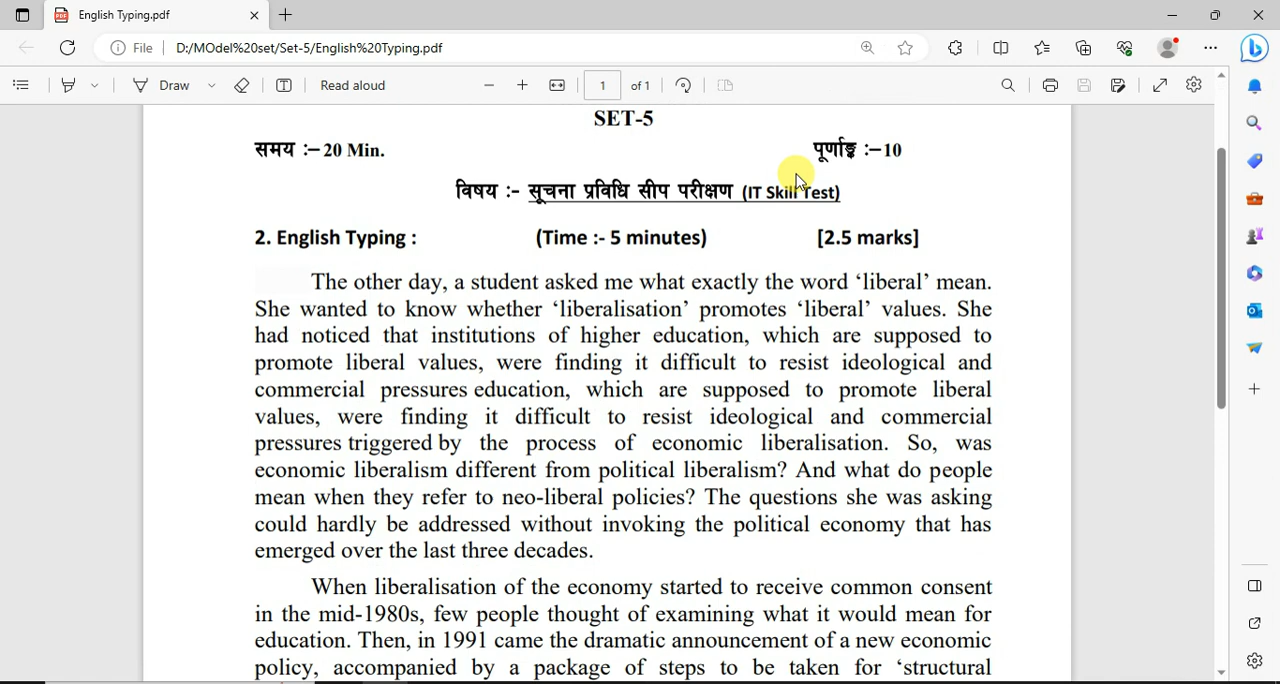 English Typing.pdf
File D:/MOdel%20set/Set-5/English%20Typing.pdf
Draw Read aloud 1 of 1
SET-5
समय :– 20 Min. पूर्णाङ्क :–10
विषय :- सूचना प्रविधि सीप परीक्षण (IT Skill Test)
2. English Typing : (Time :- 5 minutes) [2.5 marks]
The other day, a student asked me what exactly the word ‘liberal’ mean.
She wanted to know whether ‘liberalisation’ promotes ‘liberal’ values. She
had noticed that institutions of higher education, which are supposed to
promote liberal values, were finding it difficult to resist ideological and
commercial pressures education, which are supposed to promote liberal
values, were finding it difficult to resist ideological and commercial
pressures triggered by the process of economic liberalisation. So, was
economic liberalism different from political liberalism? And what do people
mean when they refer to neo-liberal policies? The questions she was asking
could hardly be addressed without invoking the political economy that has
emerged over the last three decades.
When liberalisation of the economy started to receive common consent
in the mid-1980s, few people thought of examining what it would mean for
education. Then, in 1991 came the dramatic announcement of a new economic
policy, accompanied by a package of steps to be taken for ‘structural